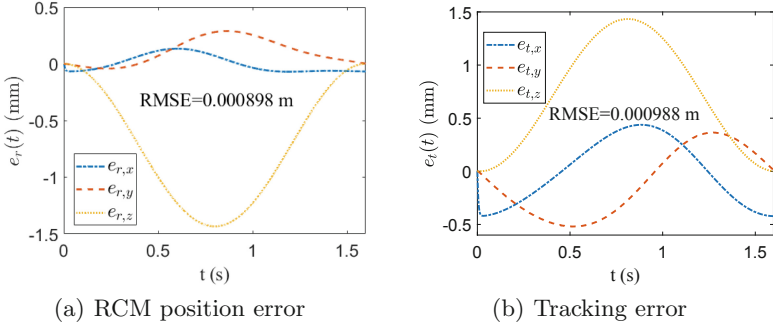 0.5
0
-0.5
-1
-1.5
0
0.5
1
1.5
e_r(t) (mm)
t (s)
RMSE=0.000898 m
e_{r,x}
e_{r,y}
e_{r,z}
(a) RCM position error
1.5
1
0.5
0
-0.5
0
0.5
1
1.5
e_t(t) (mm)
t (s)
e_{t,x}
e_{t,y}
e_{t,z}
RMSE=0.000988 m
(b) Tracking error